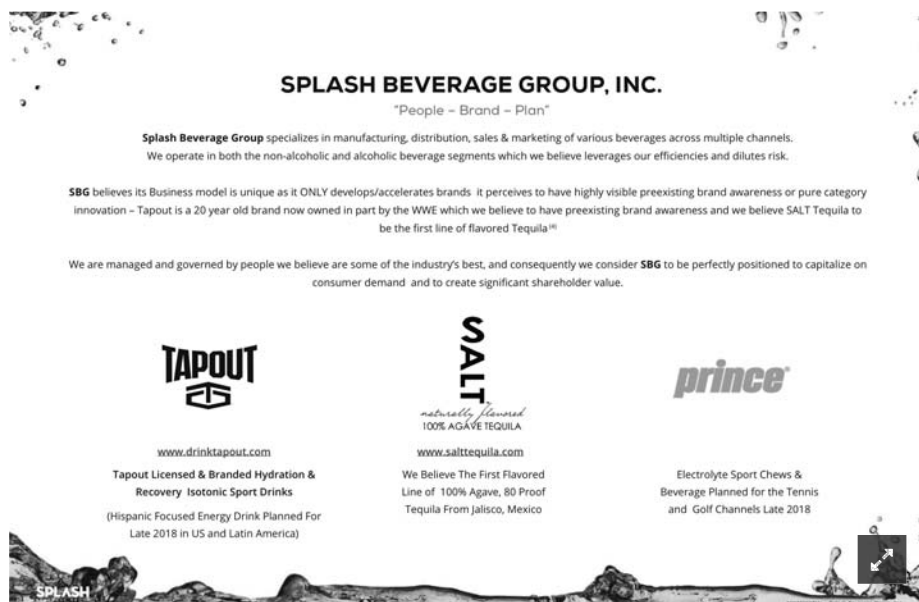 SPLASH BEVERAGE GROUP, INC.
"People – Brand – Plan"
Splash Beverage Group specializes in manufacturing, distribution, sales & marketing of various beverages across multiple channels.
We operate in both the non-alcoholic and alcoholic beverage segments which we believe leverages our efficiencies and dilutes risk.
SBG believes its Business model is unique as it ONLY develops/accelerates brands it perceives to have highly visible preexisting brand awareness or pure category
innovation – Tapout is a 20 year old brand now owned in part by the WWE which we believe to have preexisting brand awareness and we believe SALT Tequila to
be the first line of flavored Tequila (4)
We are managed and governed by people we believe are some of the industry's best, and consequently we consider SBG to be perfectly positioned to capitalize on
consumer demand and to create significant shareholder value.
TAPOUT
www.drinktapout.com
Tapout Licensed & Branded Hydration &
Recovery Isotonic Sport Drinks
(Hispanic Focused Energy Drink Planned For
Late 2018 in US and Latin America)
SALT
naturally flavored
100% AGAVE TEQUILA
www.salttequila.com
We Believe The First Flavored
Line of 100% Agave, 80 Proof
Tequila From Jalisco, Mexico
prince
Electrolyte Sport Chews &
Beverage Planned for the Tennis
and Golf Channels Late 2018
SPLASH